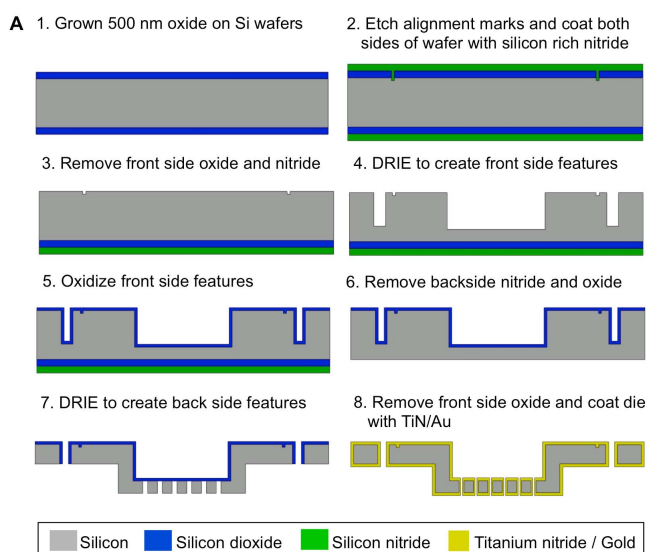 A
1. Grown 500 nm oxide on Si wafers
2. Etch alignment marks and coat both
sides of wafer with silicon rich nitride
3. Remove front side oxide and nitride
4. DRIE to create front side features
5. Oxidize front side features
6. Remove backside nitride and oxide
7. DRIE to create back side features
8. Remove front side oxide and coat die
with TiN/Au
Silicon
Silicon dioxide
Silicon nitride
Titanium nitride / Gold